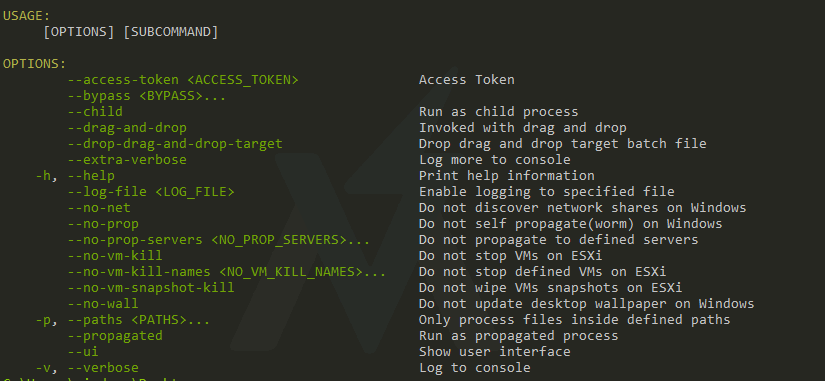 USAGE:
[OPTIONS] [SUBCOMMAND]
OPTIONS:
--access-token <ACCESS_TOKEN> Access Token
--bypass <BYPASS>...
--child Run as child process
--drag-and-drop Invoked with drag and drop
--drop-drag-and-drop-target Drop drag and drop target batch file
--extra-verbose Log more to console
-h, --help Print help information
--log-file <LOG_FILE> Enable logging to specified file
--no-net Do not discover network shares on Windows
--no-prop Do not self propagate(worm) on Windows
--no-prop-servers <NO_PROP_SERVERS>... Do not propagate to defined servers
--no-vm-kill Do not stop VMs on ESXi
--no-vm-kill-names <NO_VM_KILL_NAMES>... Do not stop defined VMs on ESXi
--no-vm-snapshot-kill Do not wipe VMs snapshots on ESXi
--no-wall Do not update desktop wallpaper on Windows
-p, --paths <PATHS>... Only process files inside defined paths
--propagated Run as propagated process
--ui Show user interface
-v, --verbose Log to console